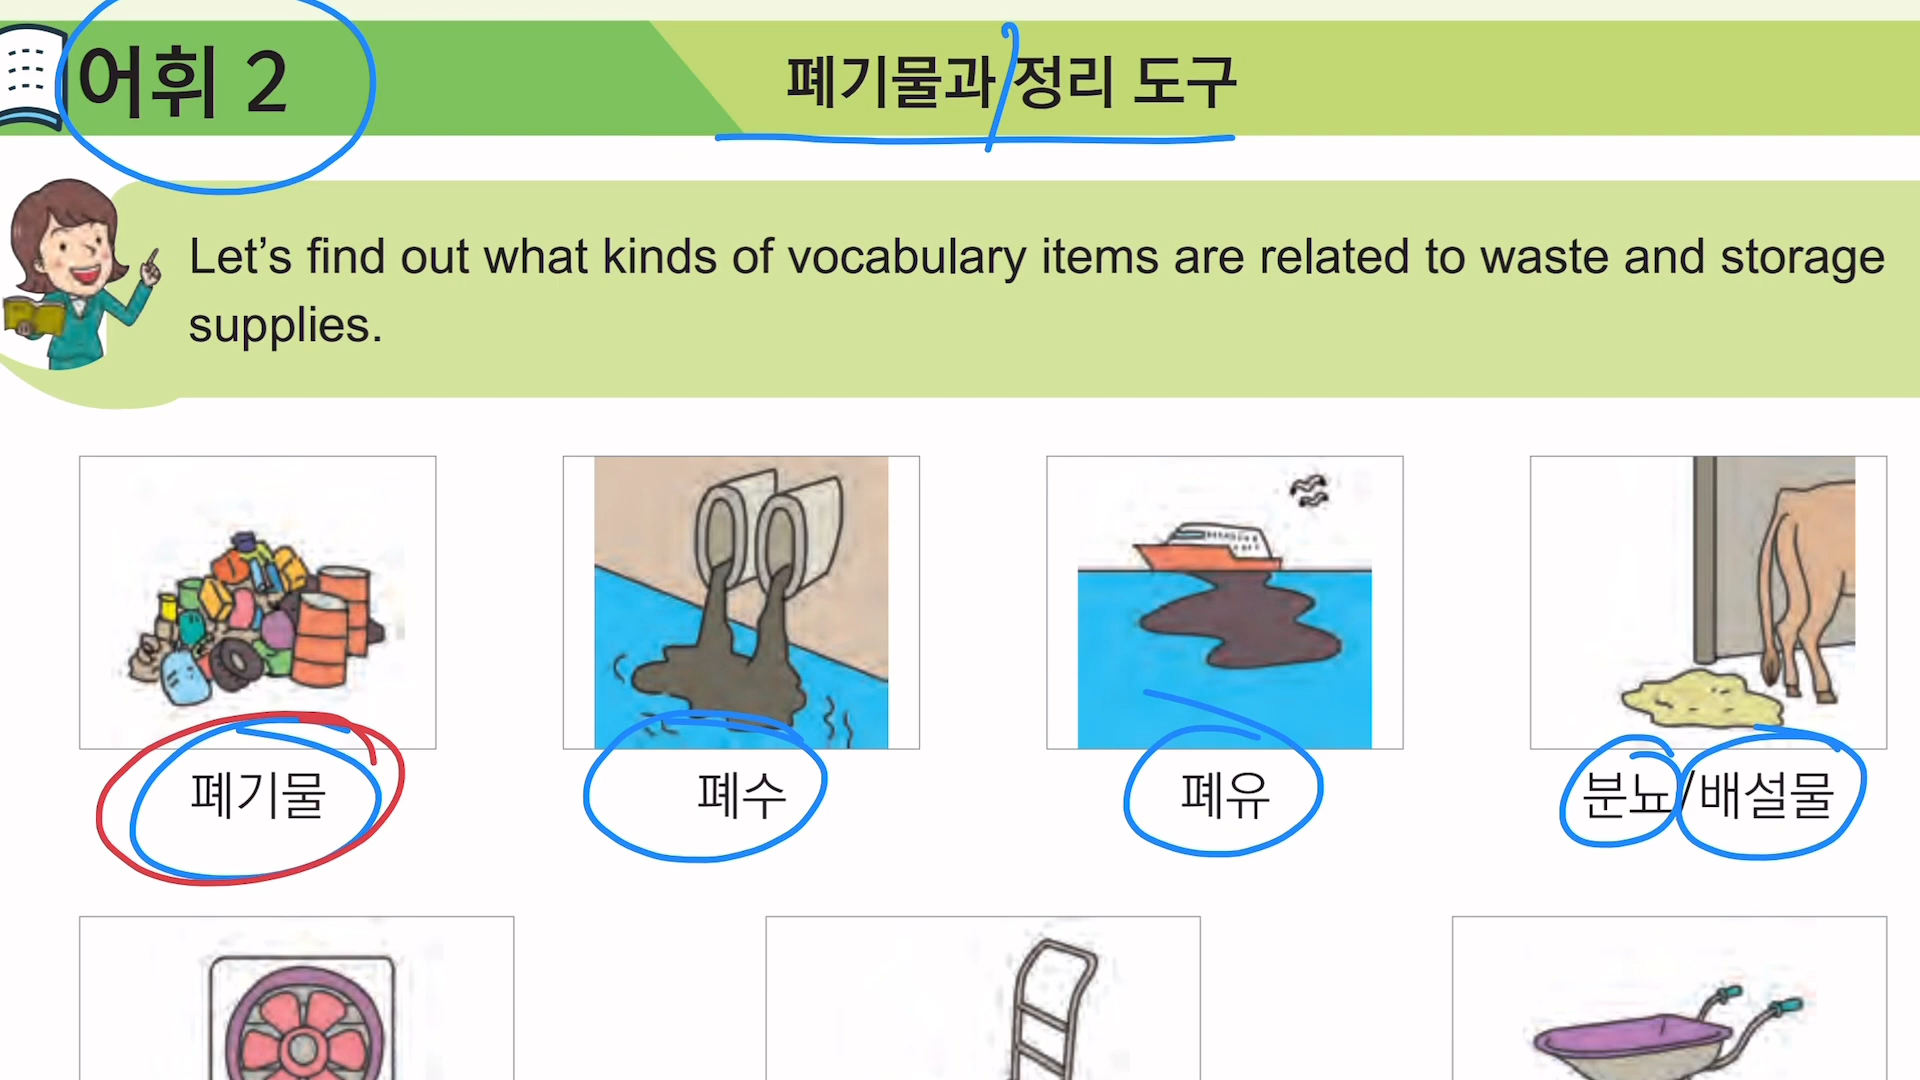 어휘 2
폐기물과 정리 도구
Let’s find out what kinds of vocabulary items are related to waste and storage
supplies.
폐기물
폐수
폐유
분뇨/배설물